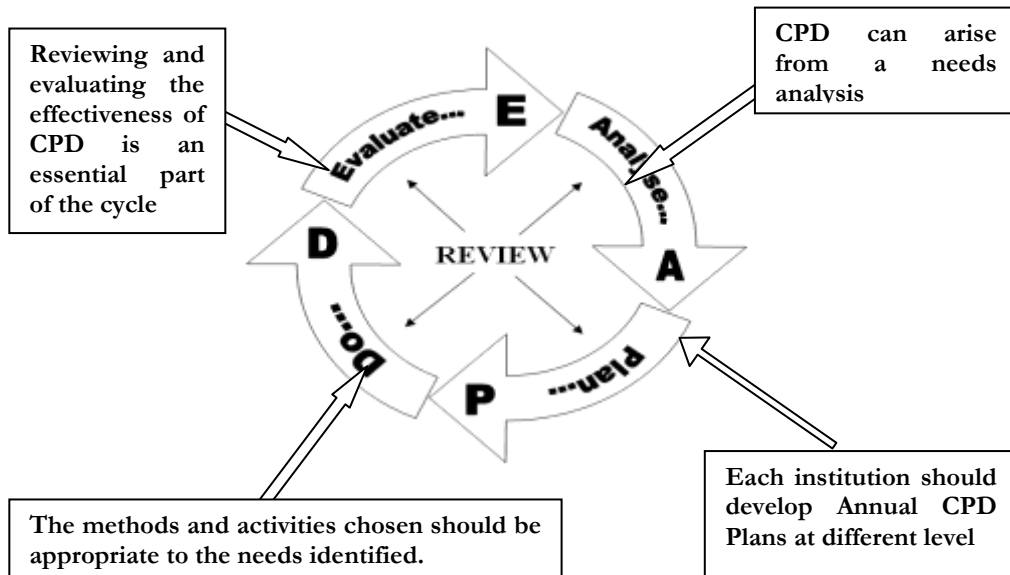 Reviewing and
evaluating the
effectiveness of
CPD is an
essential part
of the cycle
CPD can arise
from a needs
analysis
Evaluate...
E
Analyse...
A
REVIEW
D
Do...
P
Plan...
The methods and activities chosen should be
appropriate to the needs identified.
Each institution should
develop Annual CPD
Plans at different level